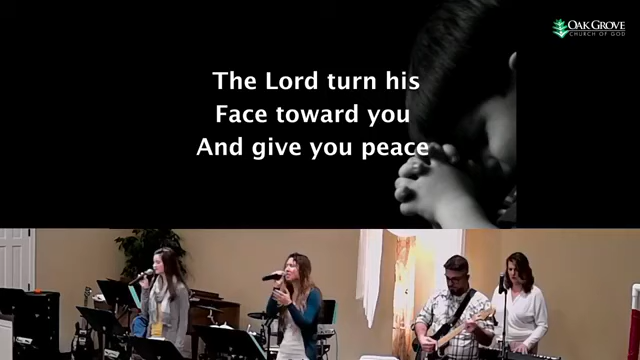 The Lord turn his
Face toward you
And give you peace
OAK GROVE
CHURCH OF GOD